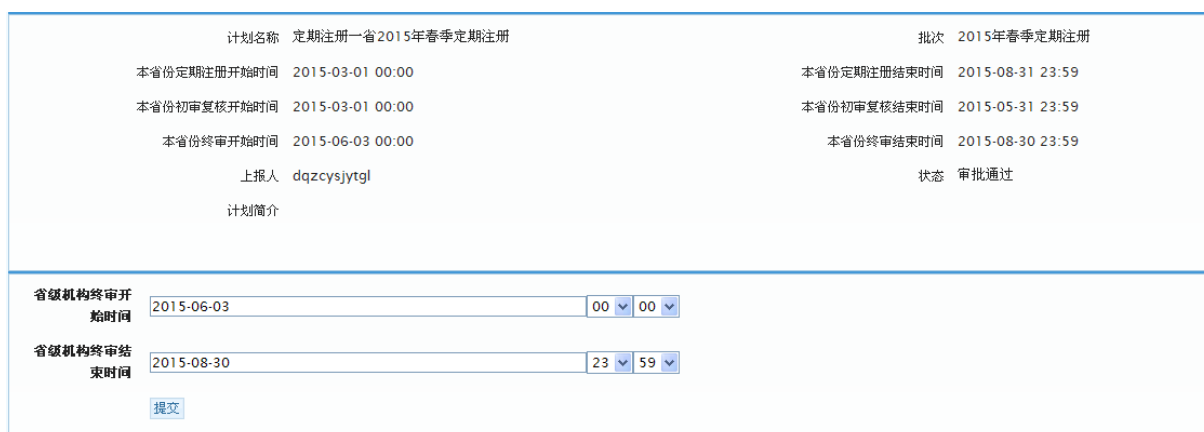 计划名称 定期注册一省2015年春季定期注册 批次 2015年春季定期注册
本省份定期注册开始时间 2015-03-01 00:00 本省份定期注册结束时间 2015-08-31 23:59
本省份初审复核开始时间 2015-03-01 00:00 本省份初审复核结束时间 2015-05-31 23:59
本省份终审开始时间 2015-06-03 00:00 本省份终审结束时间 2015-08-30 23:59
上报人 dqzcysjytgl 状态 审批通过
计划简介
省级机构终审开
始时间 2015-06-03 00 00
省级机构终审结
束时间 2015-08-30 23 59
提交